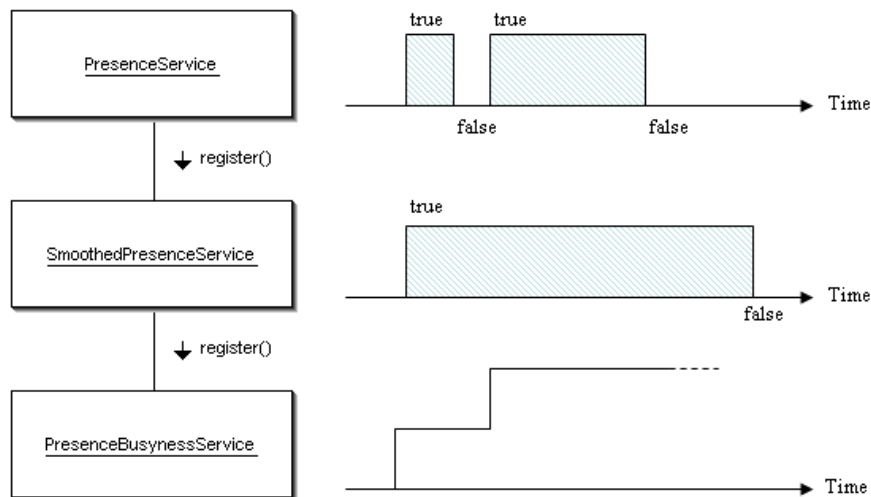 true true
PresenceService
Time
false false
register()
true
SmoothedPresenceService
Time
false
register()
PresenceBusynessService
Time